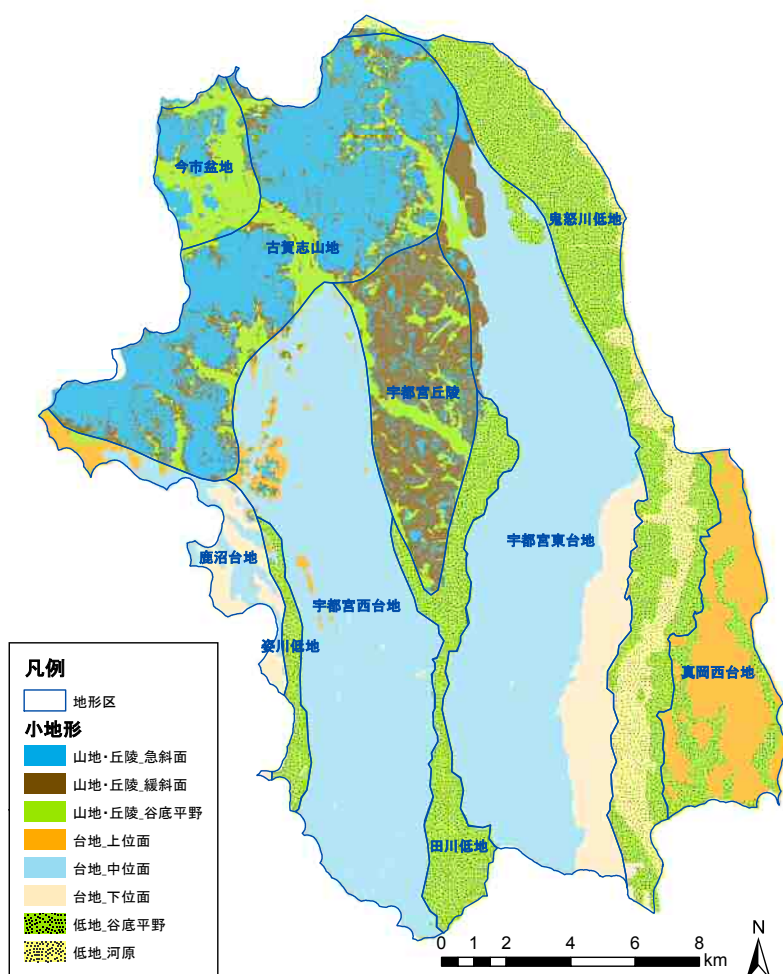 今市盆地
鬼怒川低地
古賀志山地
宇都宮丘陵
宇都宮東台地
鹿沼台地
宇都宮西台地
姿川低地
真岡西台地
田川低地
凡例
地形区
小地形
山地・丘陵_急斜面
山地・丘陵_緩斜面
山地・丘陵_谷底平野
台地_上位面
台地_中位面
台地_下位面
低地_谷底平野
低地_河原
0 1 2 4 6 8
km
N